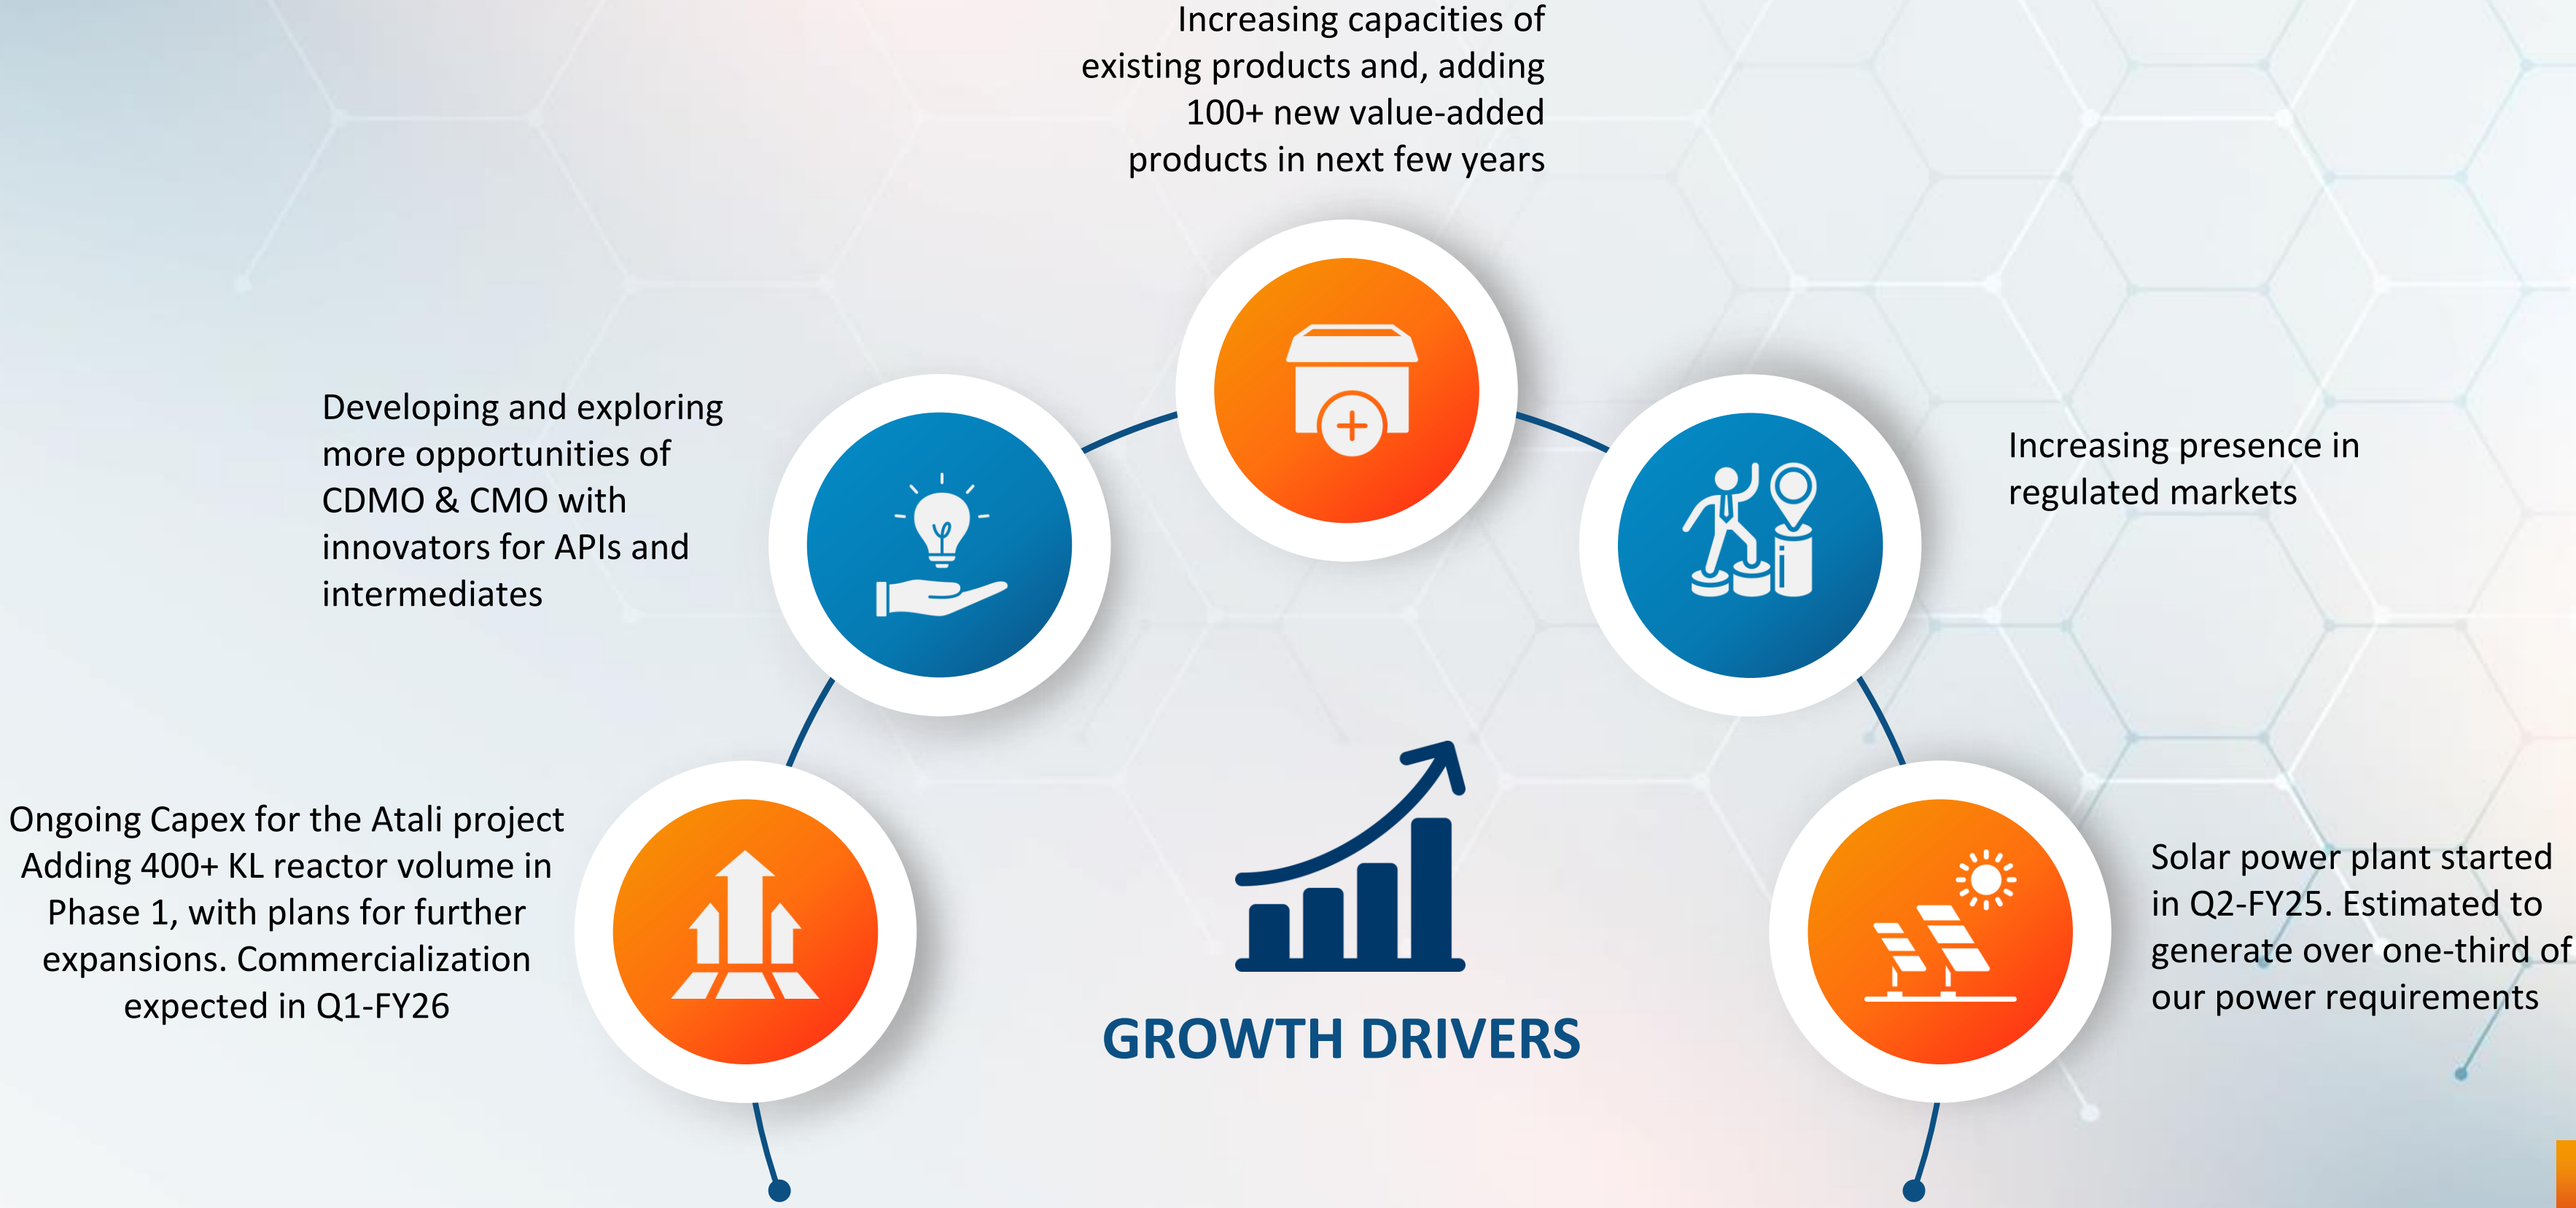 Increasing capacities of
existing products and, adding
100+ new value-added
products in next few years
Developing and exploring
more opportunities of
CDMO & CMO with
innovators for APIs and
intermediates
Increasing presence in
regulated markets
Ongoing Capex for the Atali project
Adding 400+ KL reactor volume in
Phase 1, with plans for further
expansions. Commercialization
expected in Q1-FY26
Solar power plant started
in Q2-FY25. Estimated to
generate over one-third of
our power requirements
GROWTH DRIVERS